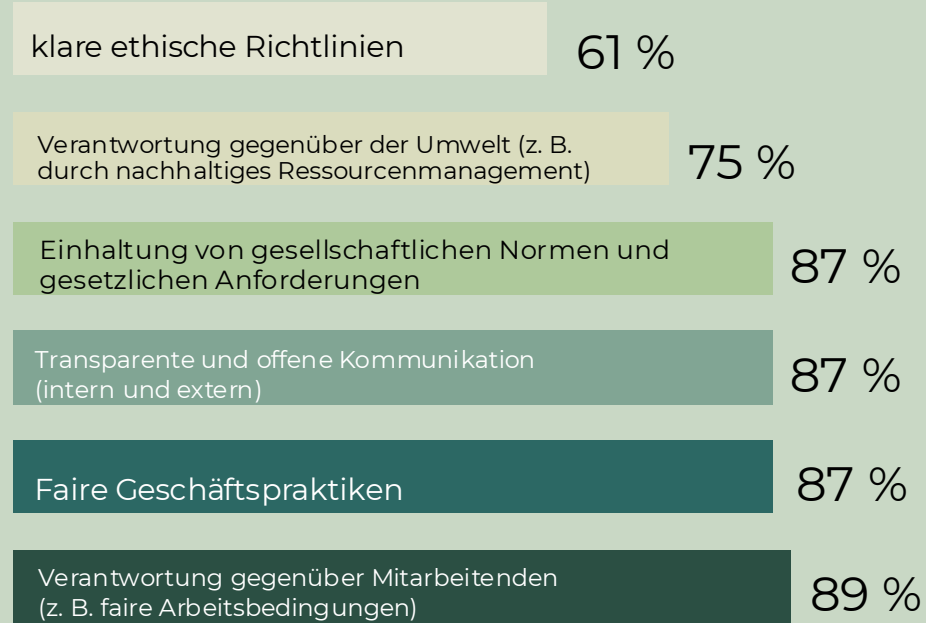 klare ethische Richtlinien
61 %
Verantwortung gegenüber der Umwelt (z. B.
durch nachhaltiges Ressourcenmanagement)
75 %
Einhaltung von gesellschaftlichen Normen und
gesetzlichen Anforderungen
87 %
Transparente und offene Kommunikation
(intern und extern)
87 %
Faire Geschäftspraktiken
87 %
Verantwortung gegenüber Mitarbeitenden
(z. B. faire Arbeitsbedingungen)
89 %